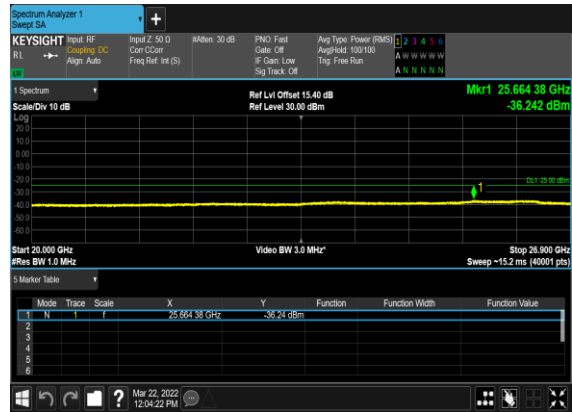 Spectrum Analyzer 1
Swept SA
KEYSIGHT Input: RF Input Z: 50 Ω #Atten: 30 dB PNO: Fast Avg Type: Power (RMS) 1 2 3 4 5 6
RL Coupling: DC Corr CCorr Gate: Off Avg|Hold: 100/100 A W W W W W
Align: Auto Freq Ref: Int (S) IF Gain: Low Trig: Free Run
Sig Track: Off A N N N N N
1 Spectrum Ref Lvl Offset 15.40 dB Mkr1 25.664 38 GHz
Scale/Div 10 dB Ref Level 30.00 dBm -36.242 dBm
Log
20.0
10.0
0.00
-10.0
-20.0
DL1 -25.00 dBm
-30.0 1
-40.0
-50.0
-60.0
Start 20.000 GHz Video BW 3.0 MHz* Stop 26.900 GHz
#Res BW 1.0 MHz Sweep ~15.2 ms (40001 pts)
5 Marker Table
Mode Trace Scale X Y Function Function Width Function Value
1 N 1 f 25.664 38 GHz -36.24 dBm
2
3
4
5
6
? Mar 22, 2022
12:04:22 PM